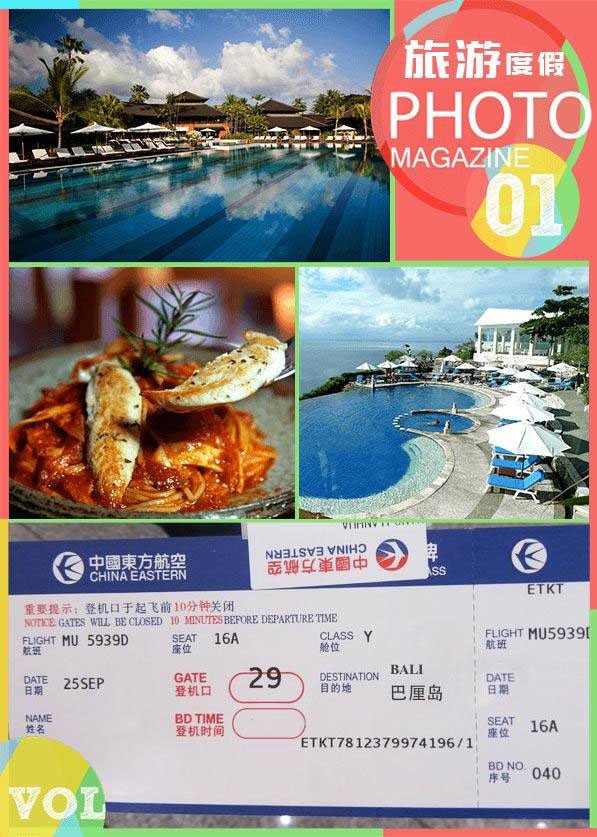 旅游度假
PHOTO
MAGAZINE
01
中國東方航空
CHINA EASTERN
中國東方航空
CHINA EASTERN
ASS
ETKT
重要提示：登机口于起飞前10分钟关闭
NOTICE: GATES WILL BE CLOSED 10 MINUTES BEFORE DEPARTURE TIME
FLIGHT 航班 MU 5939D SEAT 座位 16A CLASS 舱位 Y
FLIGHT 航班 MU5939D
DATE 日期 25SEP GATE 登机口 29 DESTINATION 目的地 BALI 巴厘岛
DATE 日期
NAME 姓名 BD TIME 登机时间
SEAT 座位 16A
ETKT7812379974196/1
BD NO. 序号 040
VOL